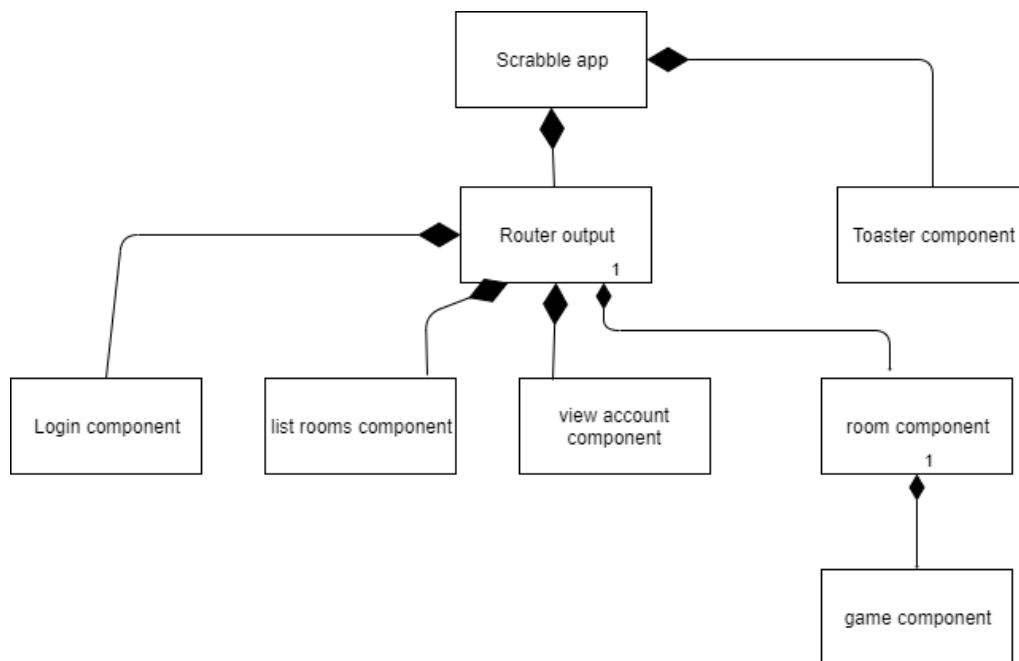 Scrabble app
Router output
1
Toaster component
Login component
list rooms component
view account
component
room component
1
game component